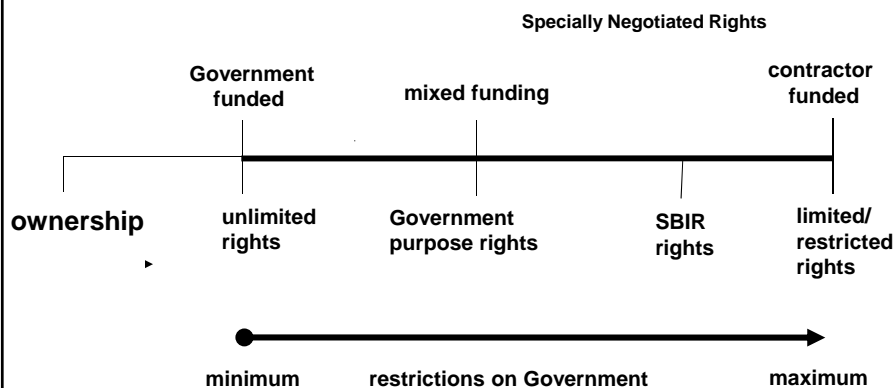 Specially Negotiated Rights
Government
funded
mixed funding
contractor
funded
ownership
unlimited
rights
Government
purpose rights
SBIR
rights
limited/
restricted
rights
minimum
restrictions on Government
maximum